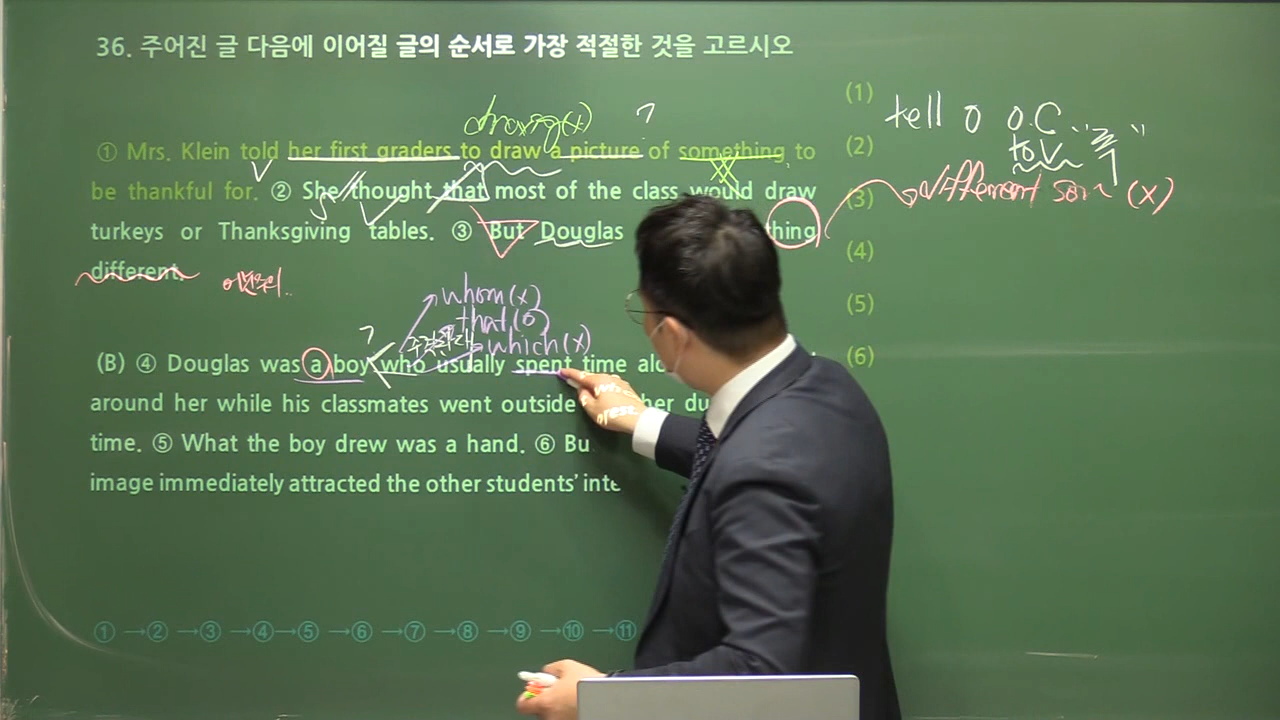 36. 주어진 글 다음에 이어질 글의 순서로 가장 적절한 것을 고르시오
drawing(x) ?
① Mrs. Klein told her first graders to draw a picture of something to
be thankful for. ② She thought that most of the class would draw
turkeys or Thanksgiving tables. ③ But Douglas thing
different.
whom(x)
that(o)
which(x)
?
(B) ④ Douglas was a boy who usually spent time alo
around her while his classmates went outside her du
time. ⑤ What the boy drew was a hand. ⑥ Bu
image immediately attracted the other students' inte
① → ② → ③ → ④ → ⑤ → ⑥ → ⑦ → ⑧ → ⑨ → ⑩ → ⑪
(1)
(2)
(3)
(4)
(5)
(6)
tell O O.C
to V
different som (x)